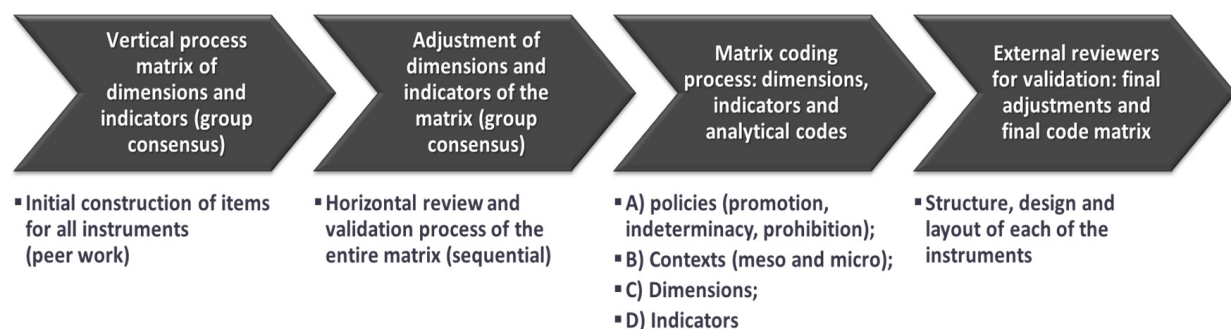 Vertical process
matrix of
dimensions and
indicators (group
consensus)
Adjustment of
dimensions and
indicators of the
matrix (group
consensus)
Matrix coding
process: dimensions,
indicators and
analytical codes
External reviewers
for validation: final
adjustments and
final code matrix
▪ Initial construction of items
for all instruments
(peer work)
▪ Horizontal review and
validation process of the
entire matrix (sequential)
▪ A) policies (promotion,
indeterminacy, prohibition);
▪ B) Contexts (meso and micro);
▪ C) Dimensions;
▪ D) Indicators
▪ Structure, design and
layout of each of the
instruments